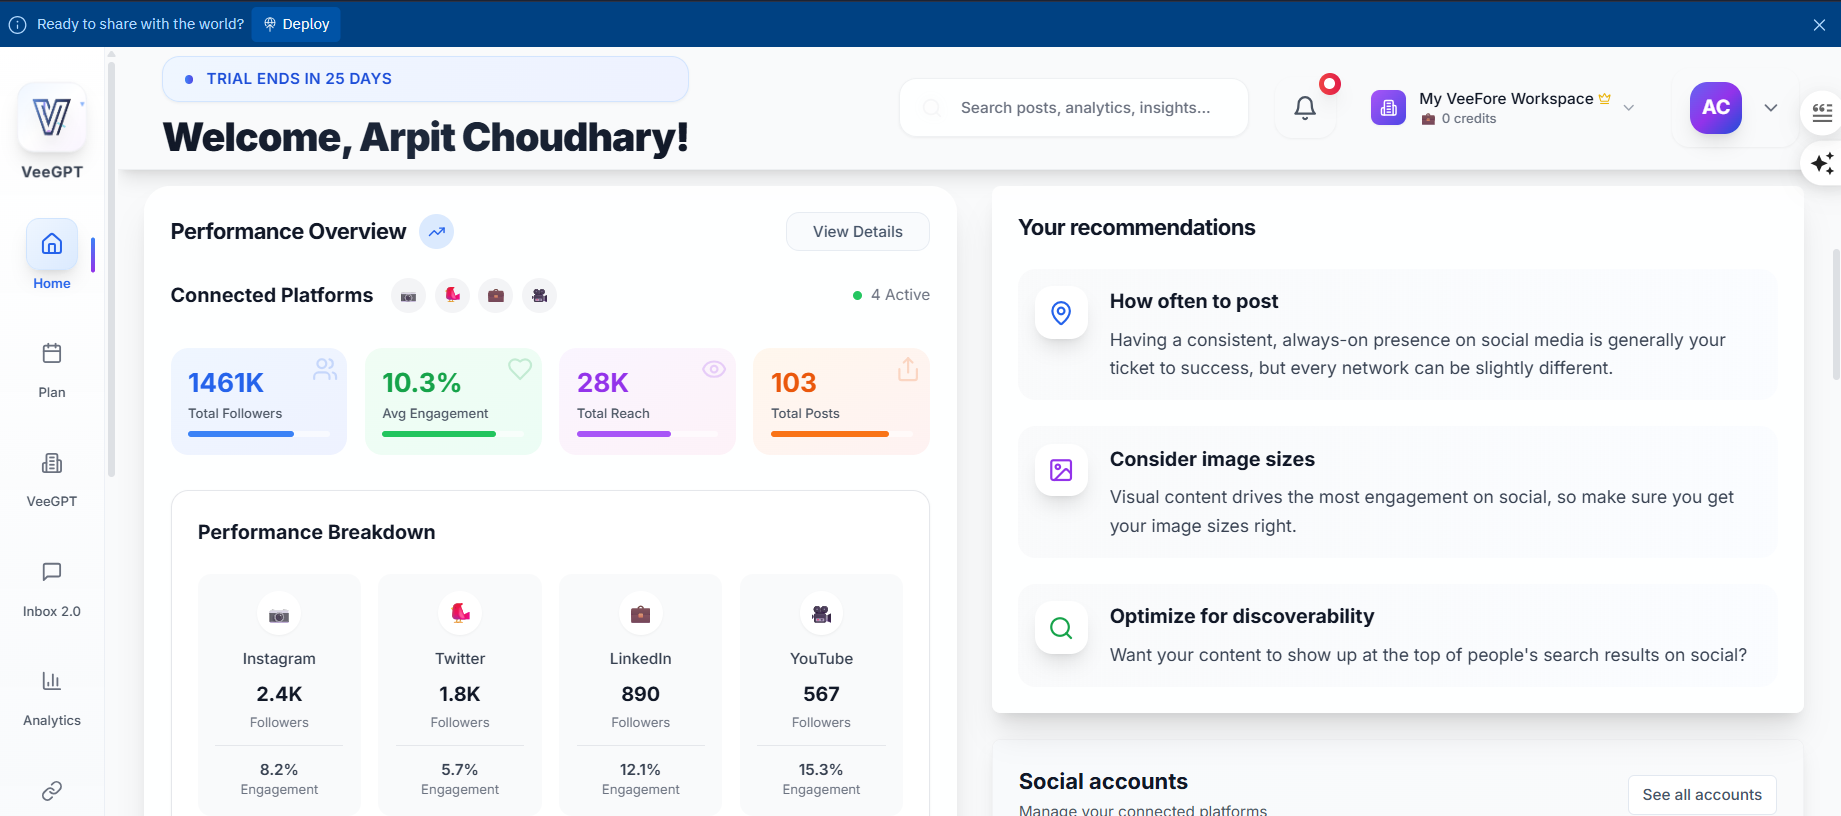 Ready to share with the world?
Deploy
VeeGPT
Home
Plan
VeeGPT
Inbox 2.0
Analytics
TRIAL ENDS IN 25 DAYS
Welcome, Arpit Choudhary!
Search posts, analytics, insights...
My VeeFore Workspace
0 credits
AC
Performance Overview
View Details
Connected Platforms
4 Active
1461K
Total Followers
10.3%
Avg Engagement
28K
Total Reach
103
Total Posts
Performance Breakdown
Instagram
2.4K
Followers
8.2%
Engagement
Twitter
1.8K
Followers
5.7%
Engagement
LinkedIn
890
Followers
12.1%
Engagement
YouTube
567
Followers
15.3%
Engagement
Your recommendations
How often to post
Having a consistent, always-on presence on social media is generally your
ticket to success, but every network can be slightly different.
Consider image sizes
Visual content drives the most engagement on social, so make sure you get
your image sizes right.
Optimize for discoverability
Want your content to show up at the top of people's search results on social?
Social accounts
Manage your connected platforms
See all accounts